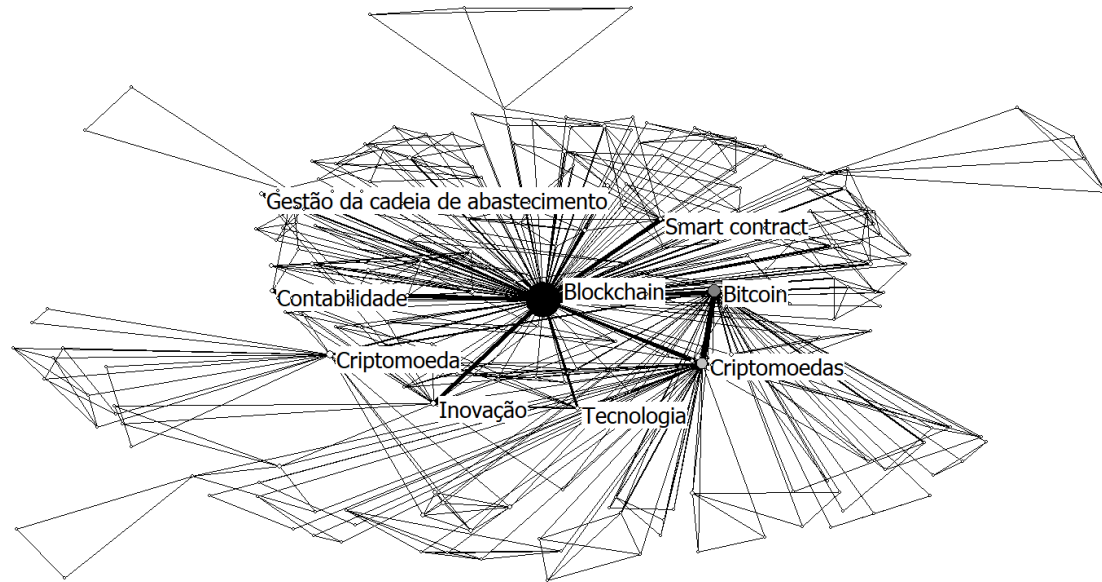 Gestão da cadeia de abastecimento
Smart contract
Blockchain
Bitcoin
Contabilidade
Criptomoeda
Criptomoedas
Inovação
Tecnologia